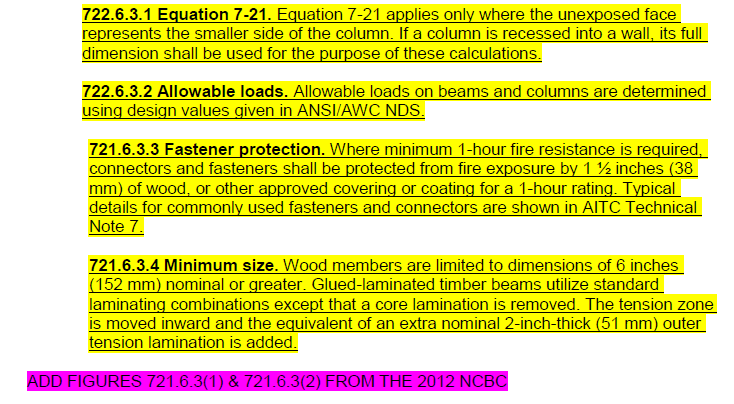 722.6.3.1 Equation 7-21. Equation 7-21 applies only where the unexposed face
represents the smaller side of the column. If a column is recessed into a wall, its full
dimension shall be used for the purpose of these calculations.
722.6.3.2 Allowable loads. Allowable loads on beams and columns are determined
using design values given in ANSI/AWC NDS.
721.6.3.3 Fastener protection. Where minimum 1-hour fire resistance is required,
connectors and fasteners shall be protected from fire exposure by 1 ½ inches (38
mm) of wood, or other approved covering or coating for a 1-hour rating. Typical
details for commonly used fasteners and connectors are shown in AITC Technical
Note 7.
721.6.3.4 Minimum size. Wood members are limited to dimensions of 6 inches
(152 mm) nominal or greater. Glued-laminated timber beams utilize standard
laminating combinations except that a core lamination is removed. The tension zone
is moved inward and the equivalent of an extra nominal 2-inch-thick (51 mm) outer
tension lamination is added.
ADD FIGURES 721.6.3(1) & 721.6.3(2) FROM THE 2012 NCBC